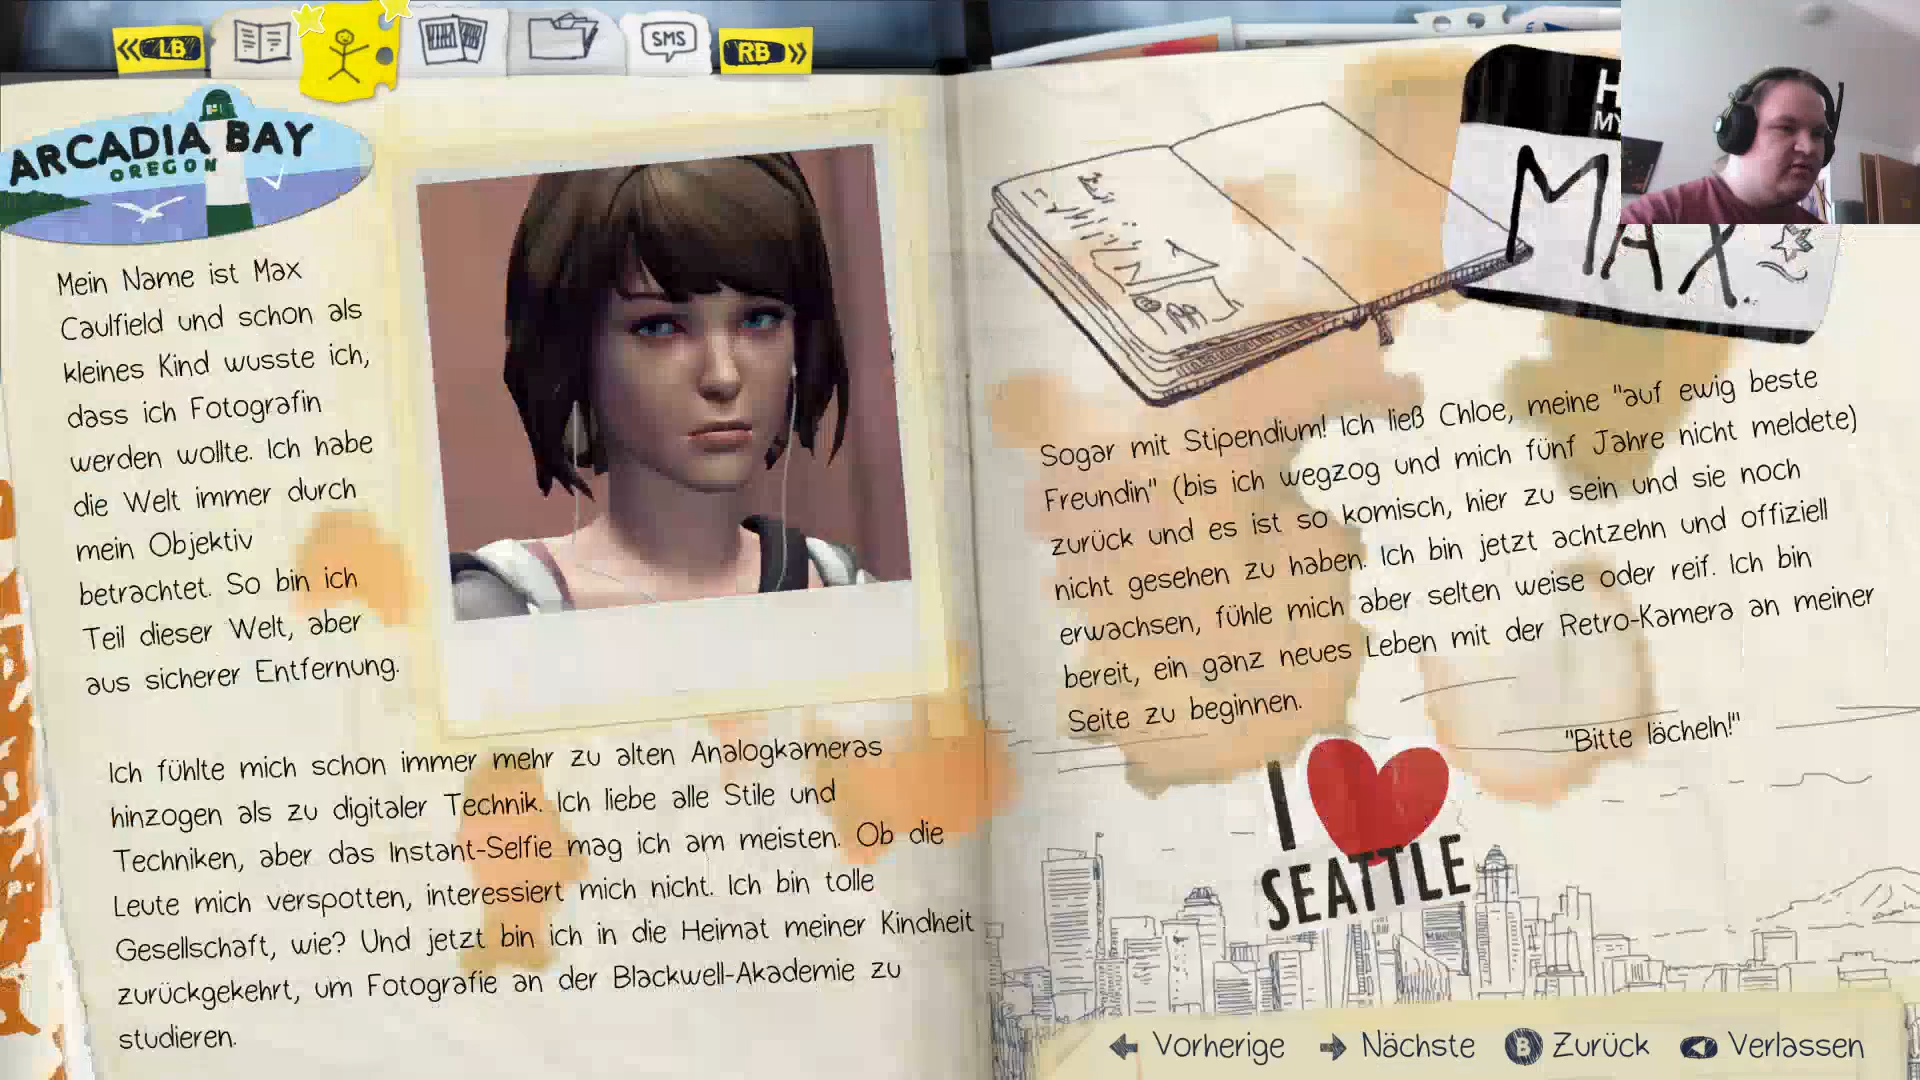 LB
SMS
RB
ARCADIA BAY
OREGON
Mein Name ist Max
Caulfield und schon als
kleines Kind wusste ich,
dass ich Fotografin
werden wollte. Ich habe
die Welt immer durch
mein Objektiv
betrachtet. So bin ich
Teil dieser Welt, aber
aus sicherer Entfernung.
Ich fühlte mich schon immer mehr zu alten Analogkameras
hinzogen als zu digitaler Technik. Ich liebe alle Stile und
Techniken, aber das Instant-Selfie mag ich am meisten. Ob die
Leute mich verspotten, interessiert mich nicht. Ich bin tolle
Gesellschaft, wie? Und jetzt bin ich in die Heimat meiner Kindheit
zurückgekehrt, um Fotografie an der Blackwell-Akademie zu
studieren.
H
MY
MAX
Sogar mit Stipendium! Ich ließ Chloe, meine "auf ewig beste
Freundin" (bis ich wegzog und mich fünf Jahre nicht meldete)
zurück und es ist so komisch, hier zu sein und sie noch
nicht gesehen zu haben. Ich bin jetzt achtzehn und offiziell
erwachsen, fühle mich aber selten weise oder reif. Ich bin
bereit, ein ganz neues Leben mit der Retro-Kamera an meiner
Seite zu beginnen.
"Bitte lächeln!"
I
SEATTLE
Vorherige
Nächste
B Zurück
Verlassen